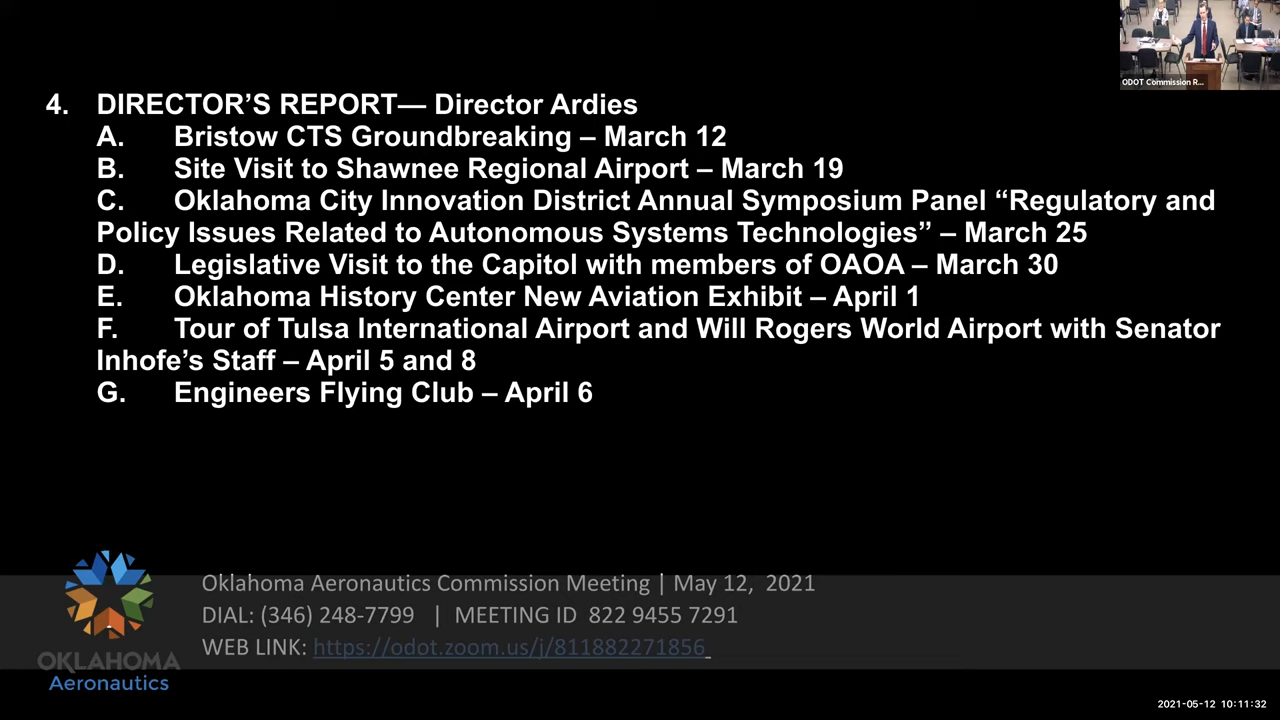 ODOT Commission R...
4. DIRECTOR’S REPORT— Director Ardies
A. Bristow CTS Groundbreaking – March 12
B. Site Visit to Shawnee Regional Airport – March 19
C. Oklahoma City Innovation District Annual Symposium Panel “Regulatory and
Policy Issues Related to Autonomous Systems Technologies” – March 25
D. Legislative Visit to the Capitol with members of OAOA – March 30
E. Oklahoma History Center New Aviation Exhibit – April 1
F. Tour of Tulsa International Airport and Will Rogers World Airport with Senator
Inhofe’s Staff – April 5 and 8
G. Engineers Flying Club – April 6
Oklahoma Aeronautics Commission Meeting | May 12, 2021
DIAL: (346) 248-7799 | MEETING ID 822 9455 7291
WEB LINK: https://odot.zoom.us/j/811882271856
OKLAHOMA
Aeronautics
2021-05-12 10:11:32